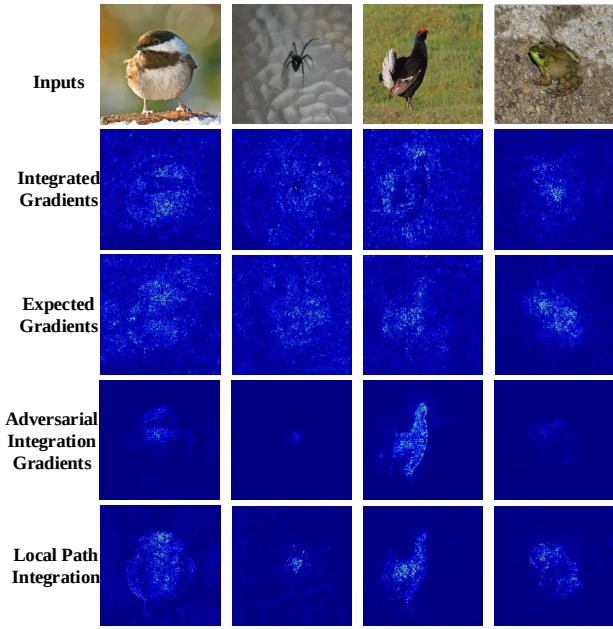 Inputs
Integrated
Gradients
Expected
Gradients
Adversarial
Integration
Gradients
Local Path
Integration